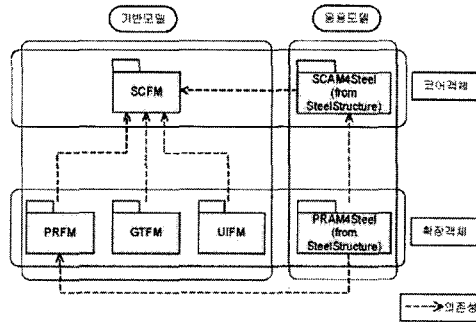 기반모델
응용모델
SCFM
SCAM4Steel
(from
SteelStructure)
코어객체
PRFM
GTFM
UIFM
PRAM4Steel
(from
SteelStructure)
확장객체
의존성